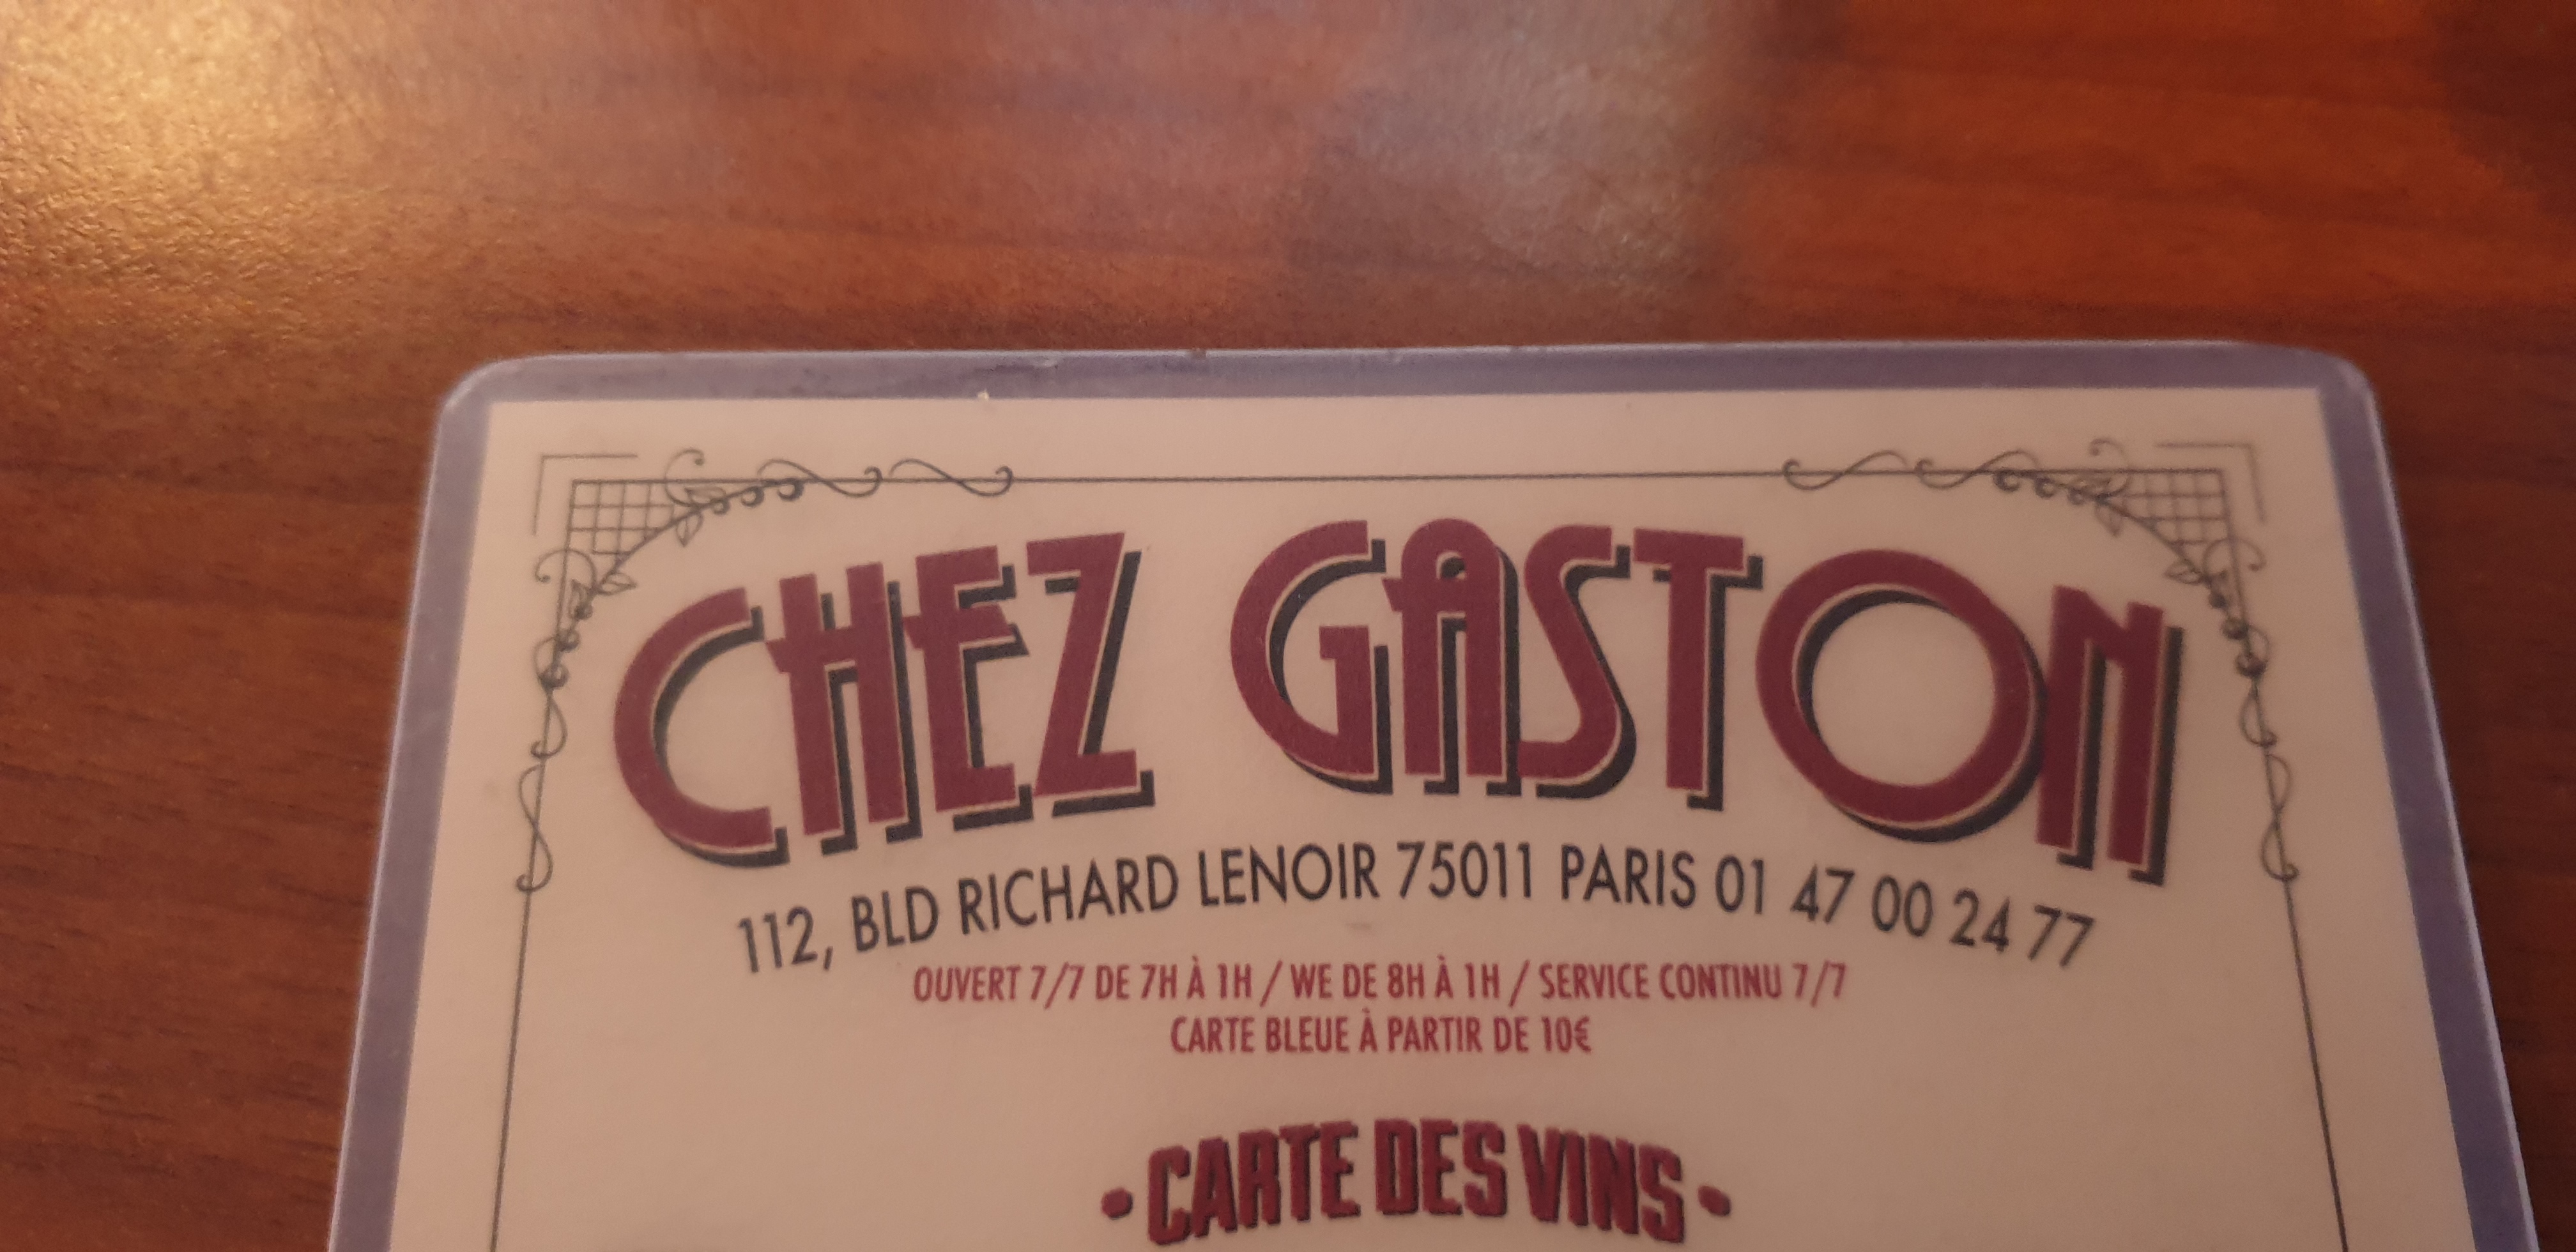 CHEZ GASTON
112, BLD RICHARD LENOIR 75011 PARIS 01 47 00 24 77
OUVERT 7/7 DE 7H À 1H / WE DE 8H À 1H / SERVICE CONTINU 7/7
CARTE BLEUE À PARTIR DE 10€
• CARTE DES VINS •